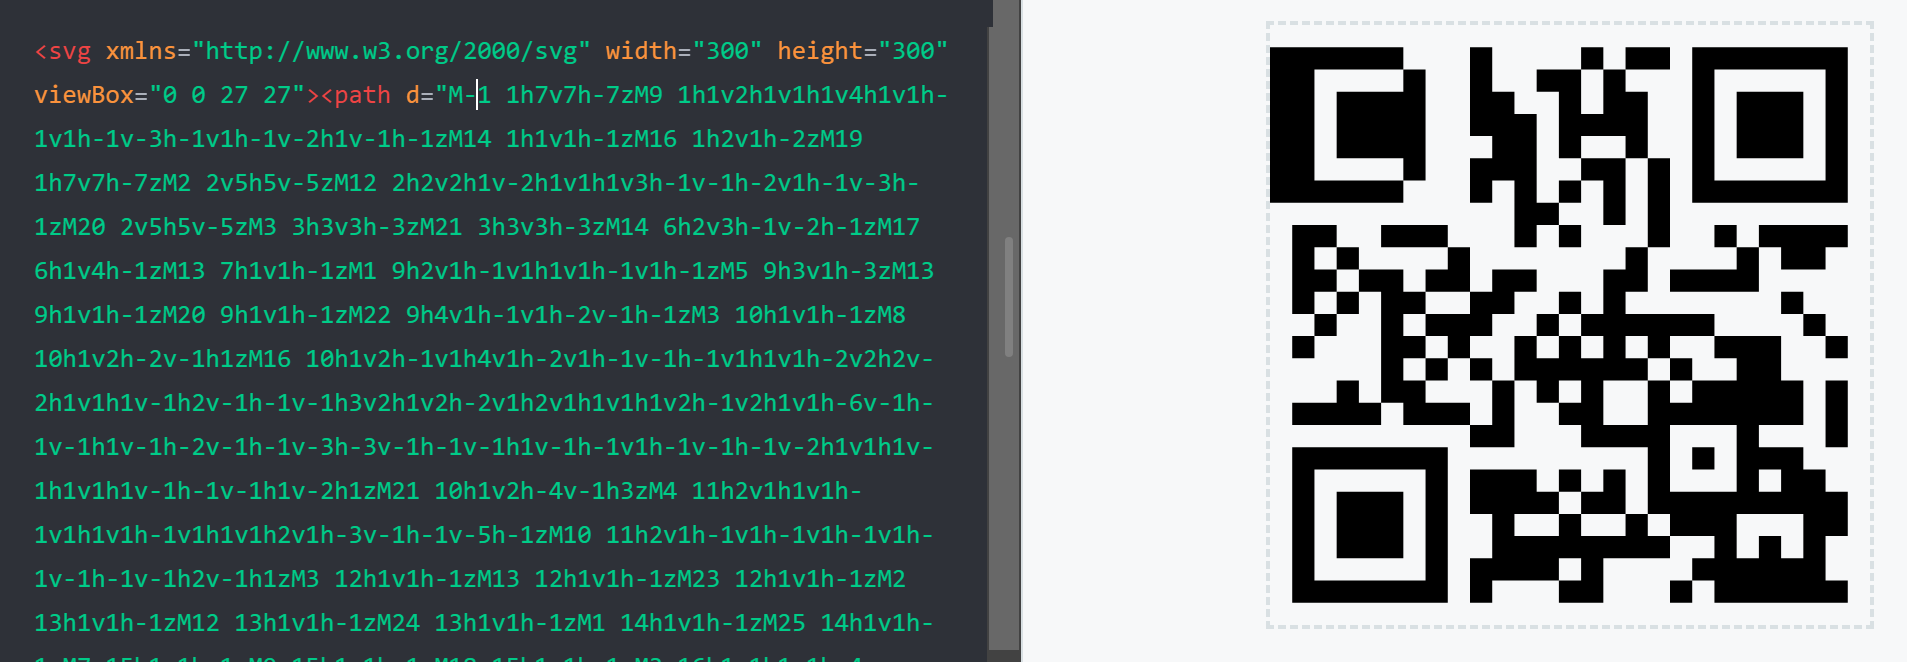 <svg xmlns="http://www.w3.org/2000/svg" width="300" height="300"
viewBox="0 0 27 27"><path d="M-1 1h7v7h-7zM9 1h1v2h1v1h1v4h1v1h-
1v1h-1v-3h-1v1h-1v-2h1v-1h-1zM14 1h1v1h-1zM16 1h2v1h-2zM19
1h7v7h-7zM2 2v5h5v-5zM12 2h2v2h1v-2h1v1h1v3h-1v-1h-2v1h-1v-3h-
1zM20 2v5h5v-5zM3 3h3v3h-3zM21 3h3v3h-3zM14 6h2v3h-1v-2h-1zM17
6h1v4h-1zM13 7h1v1h-1zM1 9h2v1h-1v1h1v1h-1v1h-1zM5 9h3v1h-3zM13
9h1v1h-1zM20 9h1v1h-1zM22 9h4v1h-1v1h-2v-1h-1zM3 10h1v1h-1zM8
10h1v2h-2v-1h1zM16 10h1v2h-1v1h4v1h-2v1h-1v-1h-1v1h1v1h-2v2h2v-
2h1v1h1v-1h2v-1h-1v-1h3v2h1v2h-2v1h2v1h1v1h1v2h-1v2h1v1h-6v-1h-
1v-1h1v-1h-2v-1h-1v-3h-3v-1h-1v-1h1v-1h-1v1h-1v-1h-1v-2h1v1h1v-
1h1v1h1v-1h-1v-1h1v-2h1zM21 10h1v2h-4v-1h3zM4 11h2v1h1v1h-
1v1h1v1h-1v1h1v1h2v1h-3v-1h-1v-5h-1zM10 11h2v1h-1v1h-1v1h-1v1h-
1v-1h-1v-1h2v-1h1zM3 12h1v1h-1zM13 12h1v1h-1zM23 12h1v1h-1zM2
13h1v1h-1zM12 13h1v1h-1zM24 13h1v1h-1zM1 14h1v1h-1zM25 14h1v1h-